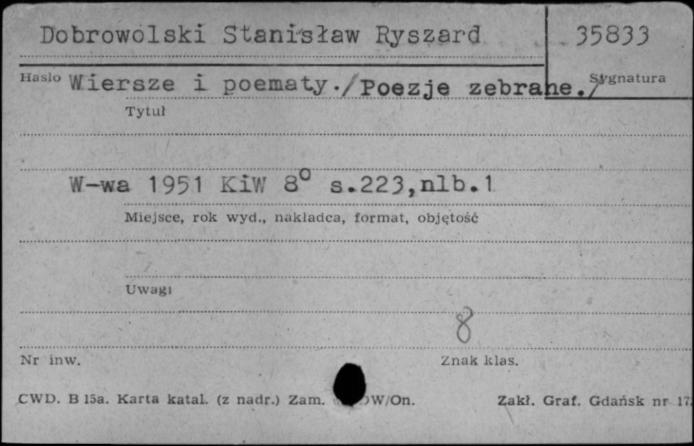 Dobrowolski Stanisław Ryszard 35833
Hasło Wiersze i poematy./Poezje zebrane./ Sygnatura
Tytuł
W-wa 1951 KiW 8° s.223,nlb.1
Miejsce, rok wyd., nakładca, format, objętość
Uwagi
8
Nr inw. Znak klas.
CWD. B 15a. Karta katal. (z nadr.) Zam. W/On. Zakł. Graf. Gdańsk nr 17